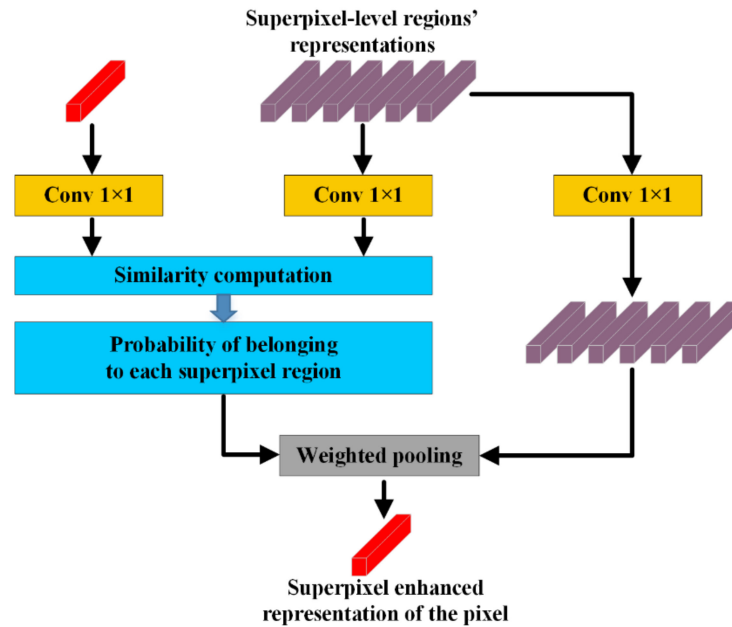 Superpixel-level regions'
representations
Conv 1×1
Conv 1×1
Conv 1×1
Similarity computation
Probability of belonging
to each superpixel region
Weighted pooling
Superpixel enhanced
representation of the pixel